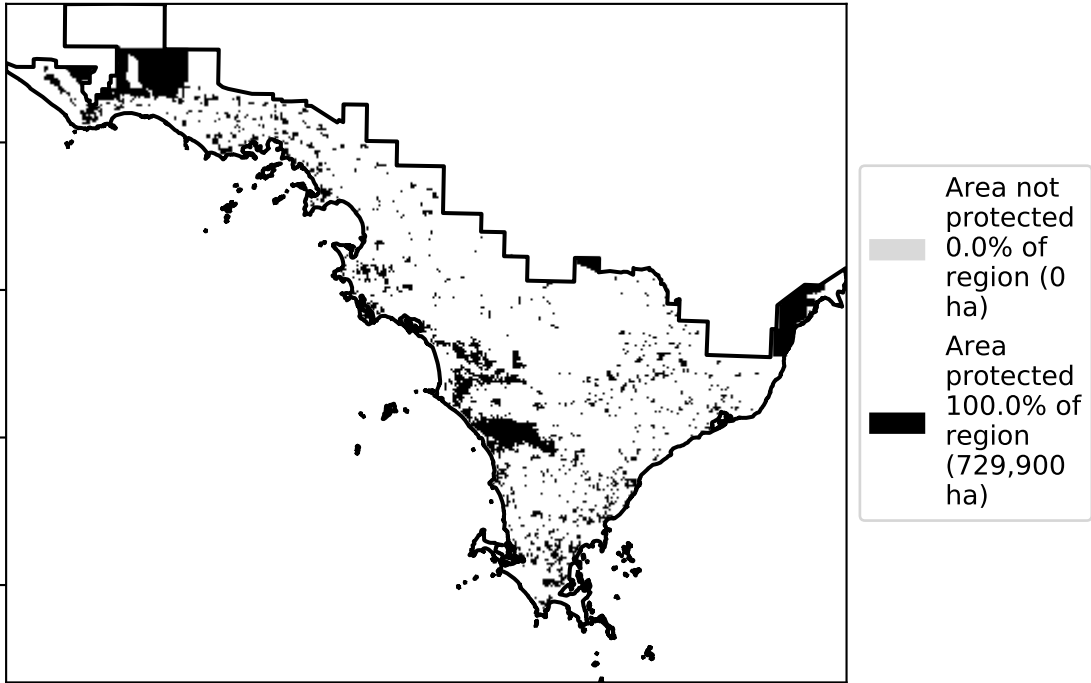 Area not
protected
0.0% of
region (0
ha)
Area
protected
100.0% of
region
(729,900
ha)